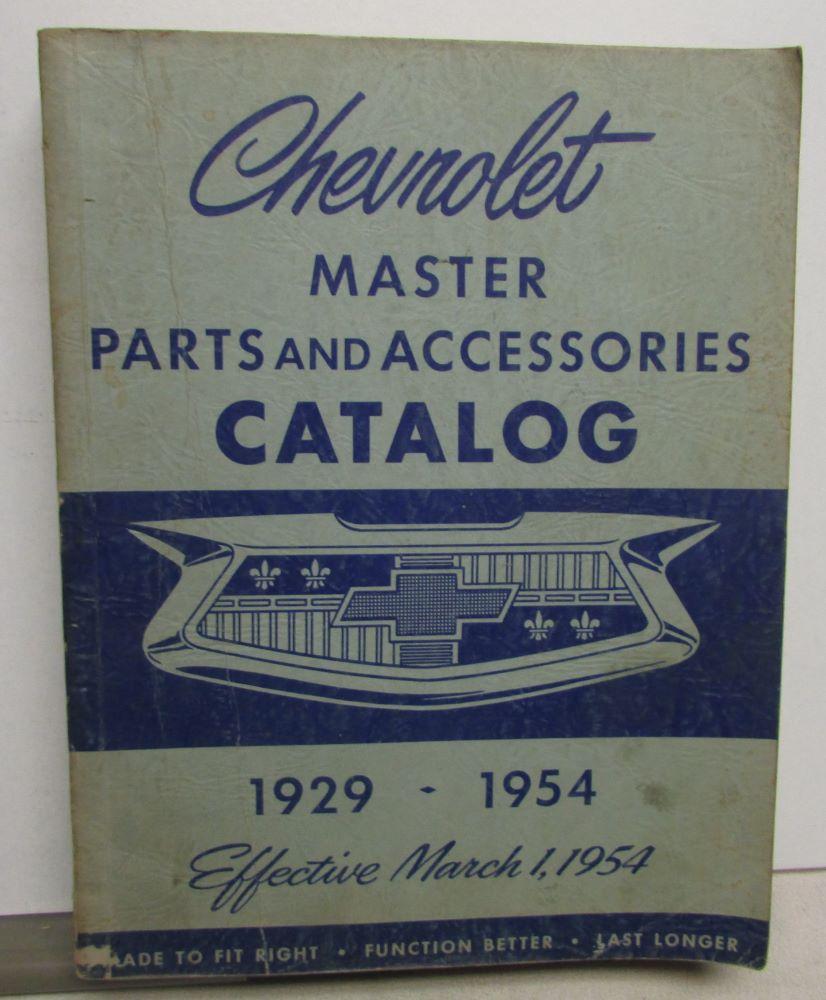 Chevrolet
MASTER
PARTS AND ACCESSORIES
CATALOG
1929 - 1954
Effective March 1, 1954
ADE TO FIT RIGHT • FUNCTION BETTER • LAST LONGER